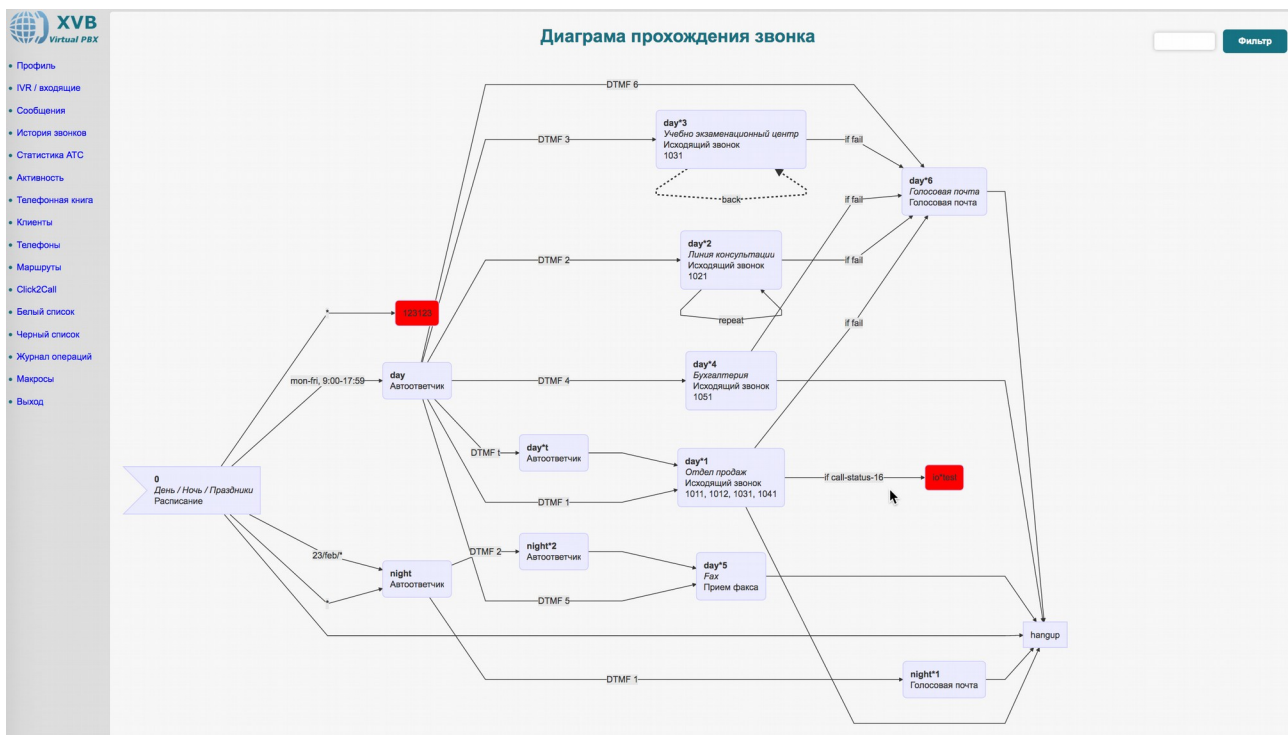 XVB
Virtual PBX
Диаграма прохождения звонка
Фильтр
Профиль
IVR / входящие
Сообщения
История звонков
Статистика АТС
Активность
Телефонная книга
Клиенты
Телефоны
Маршруты
Click2Call
Белый список
Черный список
Журнал операций
Макросы
Выход
DTMF 6
day*3
Учебно экзаменационный центр
Исходящий звонок
1031
DTMF 3
if fail
back
day*6
Голосовая почта
Голосовая почта
if fail
day*2
Линия консультации
Исходящий звонок
1021
DTMF 2
if fail
repeat
*
123123
if fail
day*4
Бухгалтерия
Исходящий звонок
1051
mon-fri, 9:00-17:59
day
Автоответчик
DTMF 4
DTMF t
day*t
Автоответчик
day*1
Отдел продаж
Исходящий звонок
1011, 1012, 1031, 1041
if call-status-16
0
День / Ночь / Праздники
Расписание
DTMF 1
23/feb/*
DTMF 2
night*2
Автоответчик
day*5
Fax
Прием факса
night
Автоответчик
*
DTMF 5
hangup
DTMF 1
night*1
Голосовая почта